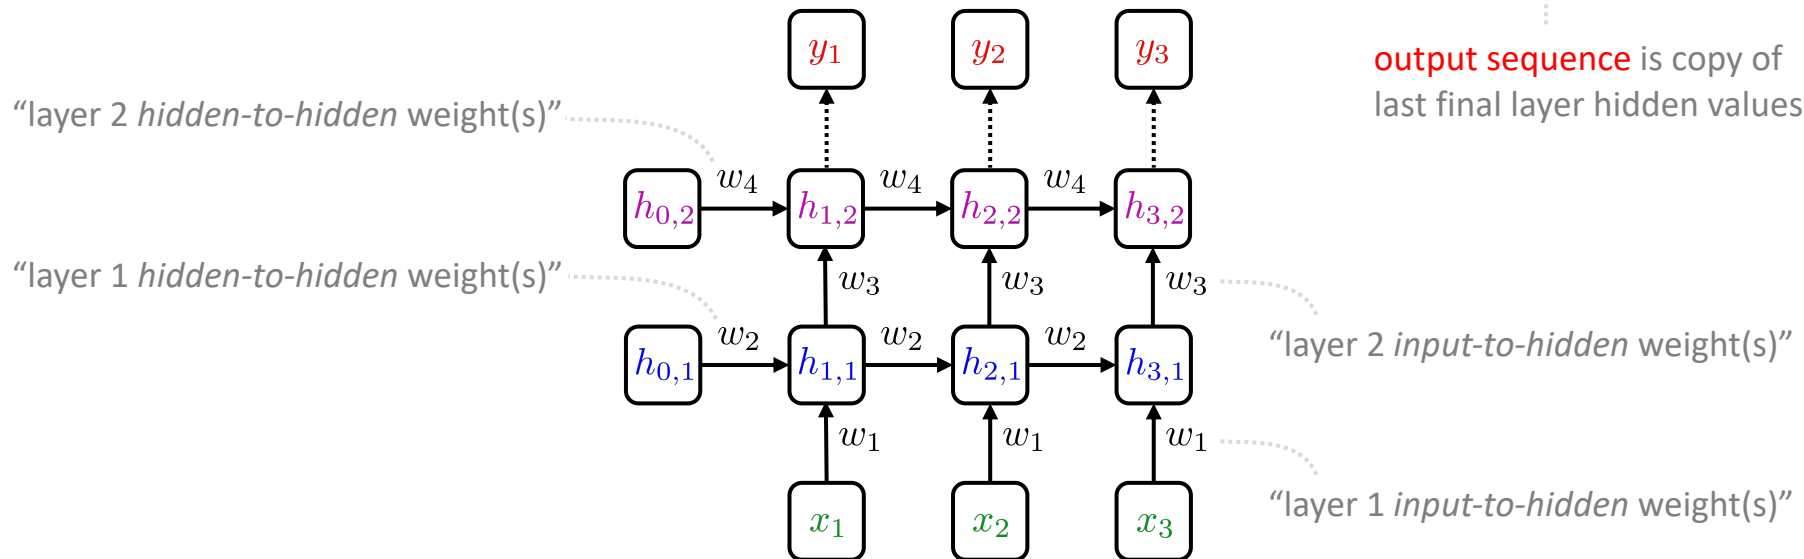 y₁ y₂ y₃
output sequence is copy of
last final layer hidden values
“layer 2 hidden-to-hidden weight(s)”
w₄ w₄ w₄
h₀,₂ h₁,₂ h₂,₂ h₃,₂
“layer 1 hidden-to-hidden weight(s)”
w₃ w₃ w₃
w₂ w₂ w₂
“layer 2 input-to-hidden weight(s)”
h₀,₁ h₁,₁ h₂,₁ h₃,₁
w₁ w₁ w₁
“layer 1 input-to-hidden weight(s)”
x₁ x₂ x₃